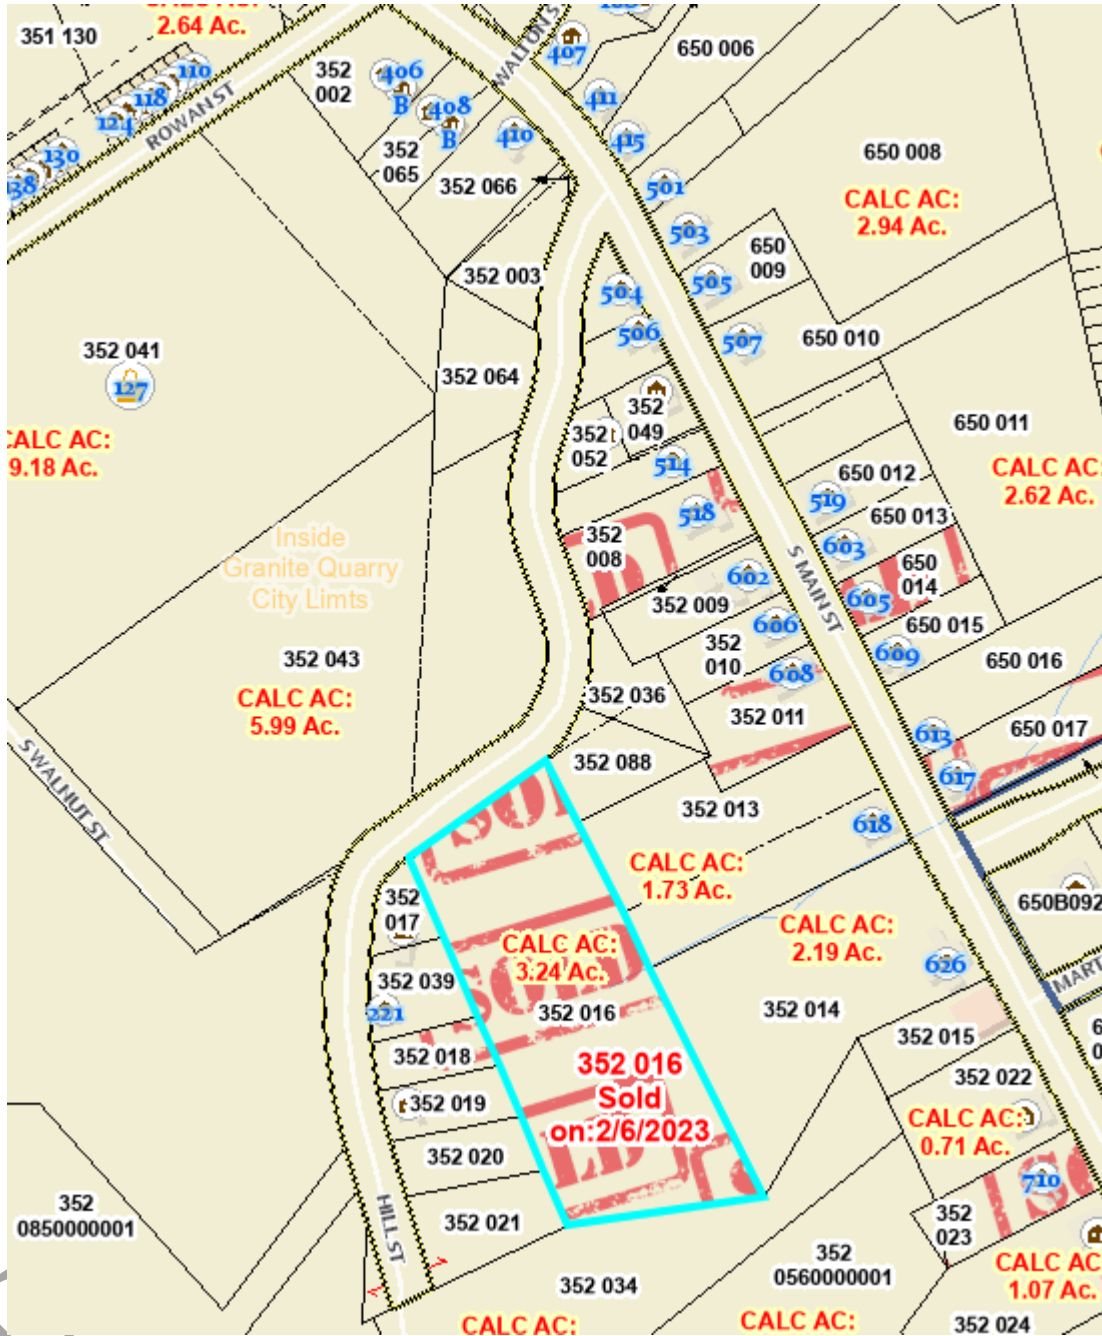 2.64 Ac.
351 130
WALTON S
407
650 006
110
352
002
406
B
408
B
411
118
124
ROWAN ST
410
415
130
138
352
065
352 066
650 008
501
CALC AC:
2.94 Ac.
503
650
009
352 003
505
504
506
507
650 010
352 041
127
352 064
352
049
352
052
650 011
CALC AC:
9.18 Ac.
514
650 012
CALC AC:
2.62 Ac.
519
518
650 013
Inside
Granite Quarry
City Limts
352
008
603
S MAIN ST
650
014
602
605
352 009
606
650 015
352
010
609
352 043
608
650 016
CALC AC:
5.99 Ac.
352 036
352 011
650 017
613
S WALNUT ST
352 088
617
352 013
618
CALC AC:
1.73 Ac.
352
017
650B092
CALC AC:
2.19 Ac.
CALC AC:
3.24 Ac.
SOLD
626
MART
352 039
221
352 016
352 014
352 015
352 018
352 016
Sold
on:2/6/2023
352 022
352 019
CALC AC:
0.71 Ac.
352 020
710
352
0850000001
352 021
HILL ST
352
023
352
0560000001
CALC AC
1.07 Ac.
352 034
CALC AC:
CALC AC:
352 024